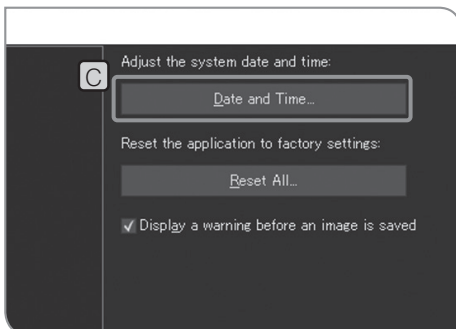 Adjust the system date and time:
C
Date and Time...
Reset the application to factory settings:
Reset All...
Display a warning before an image is saved